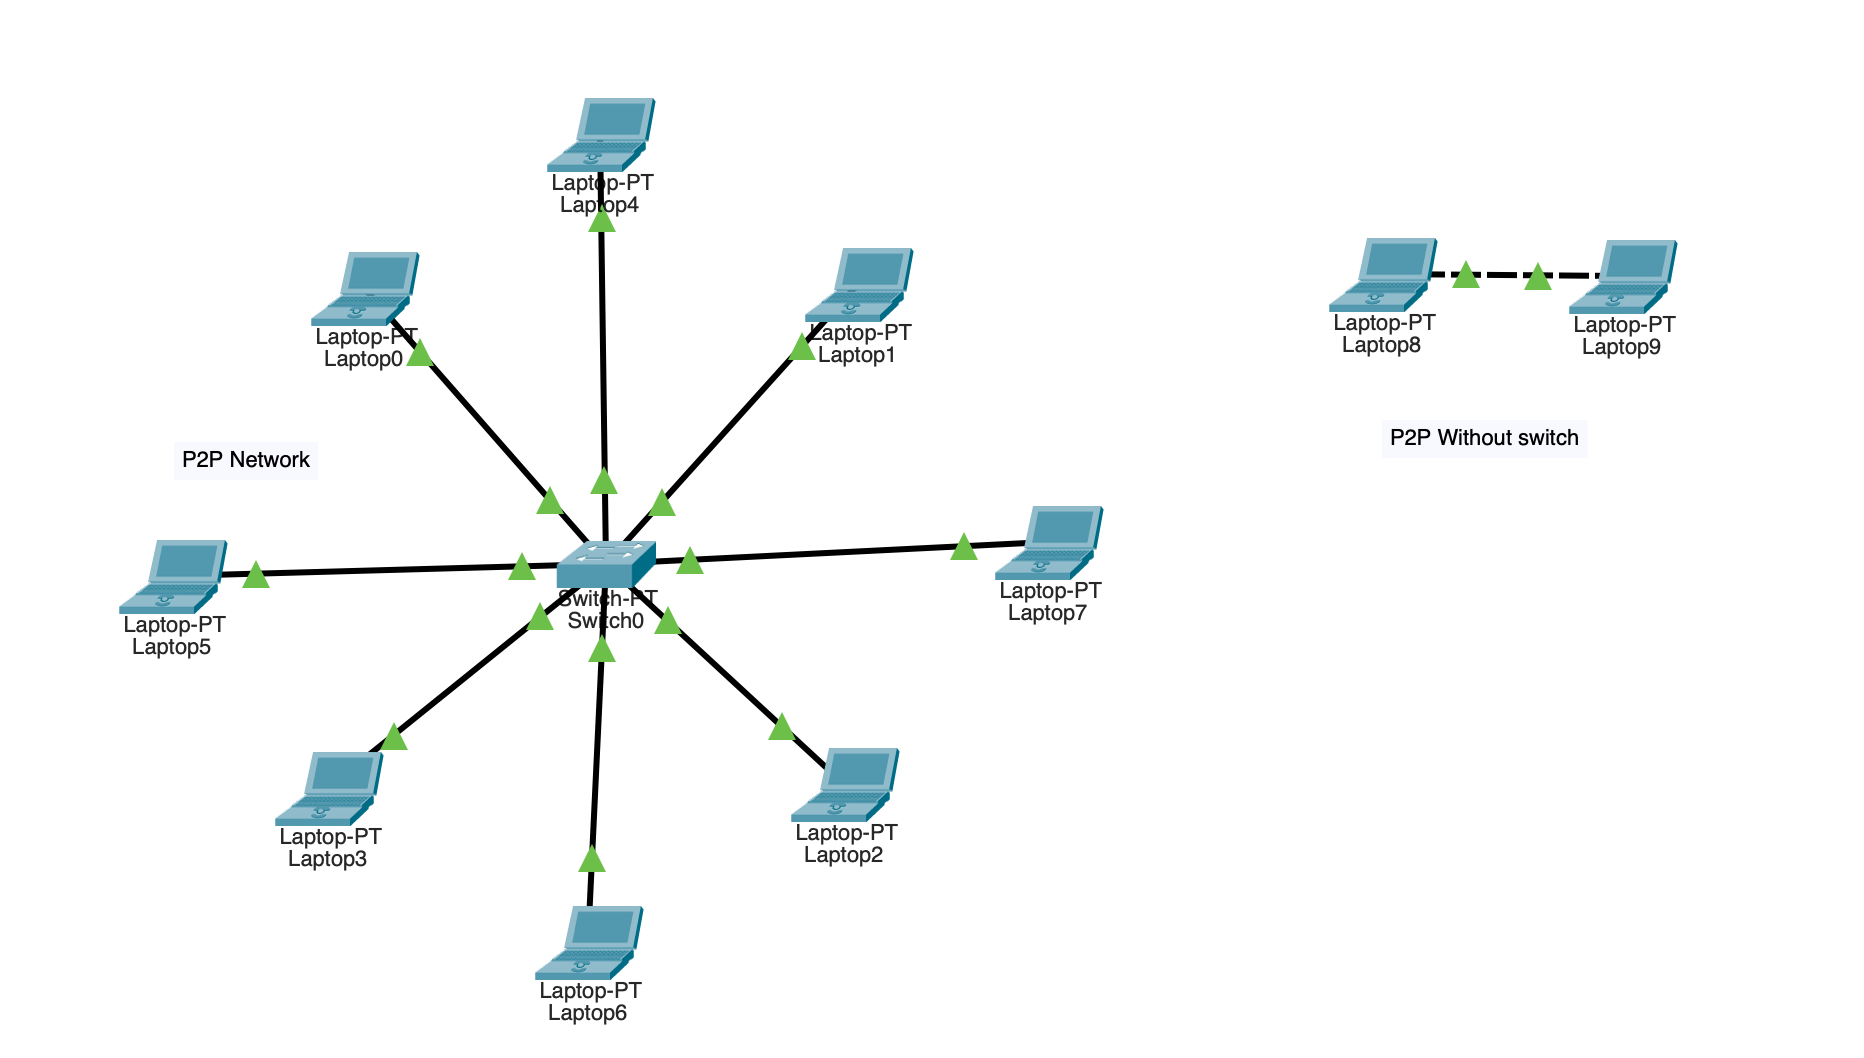 Laptop-PT
Laptop4
Laptop-PT
Laptop0
Laptop-PT
Laptop1
Laptop-PT
Laptop8
Laptop-PT
Laptop9
P2P Network
P2P Without switch
Laptop-PT
Laptop5
Switch-PT
Switch0
Laptop-PT
Laptop7
Laptop-PT
Laptop3
Laptop-PT
Laptop2
Laptop-PT
Laptop6